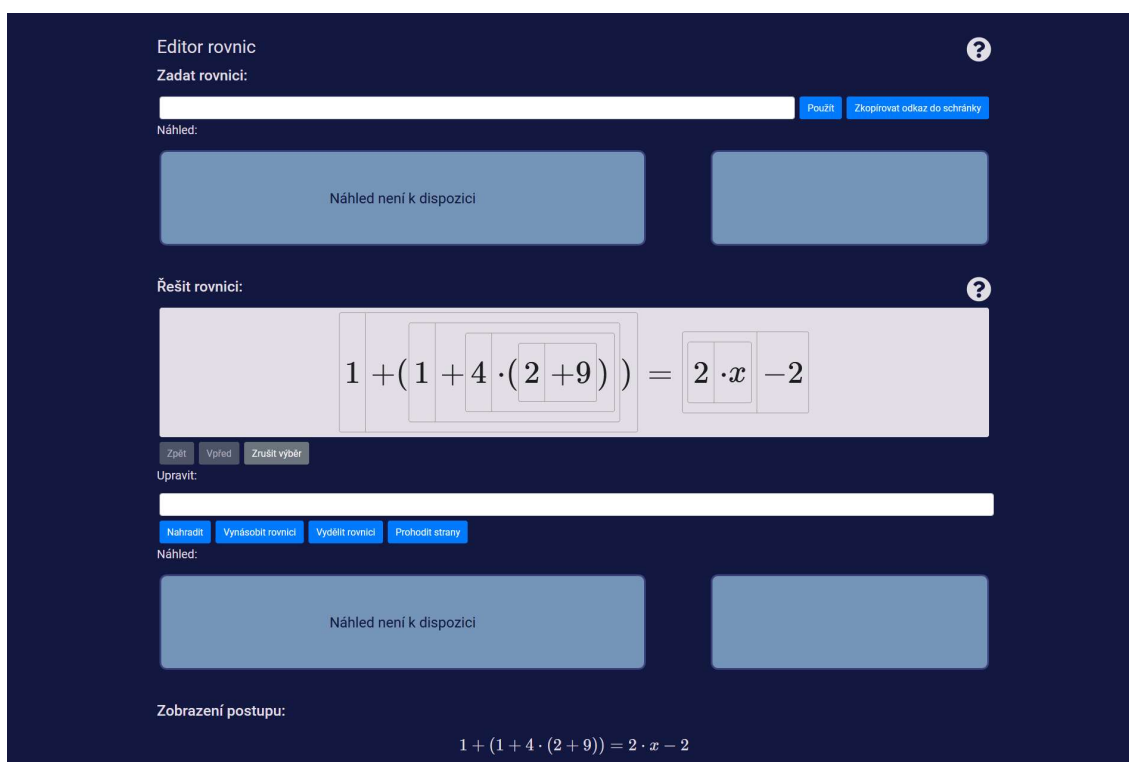 Editor rovnic
?
Zadat rovnici:
Použít
Zkopírovat odkaz do schránky
Náhled:
Náhled není k dispozici
Řešit rovnici:
?
1 +(1 +4 ·(2 +9))) = 2 ·x −2
Zpět Vpřed Zrušit výběr
Upravit:
Nahradit Vynásobit rovnici Vydělit rovnici Prohodit strany
Náhled:
Náhled není k dispozici
Zobrazení postupu:
1 + (1 + 4 · (2 + 9)) = 2 · x − 2